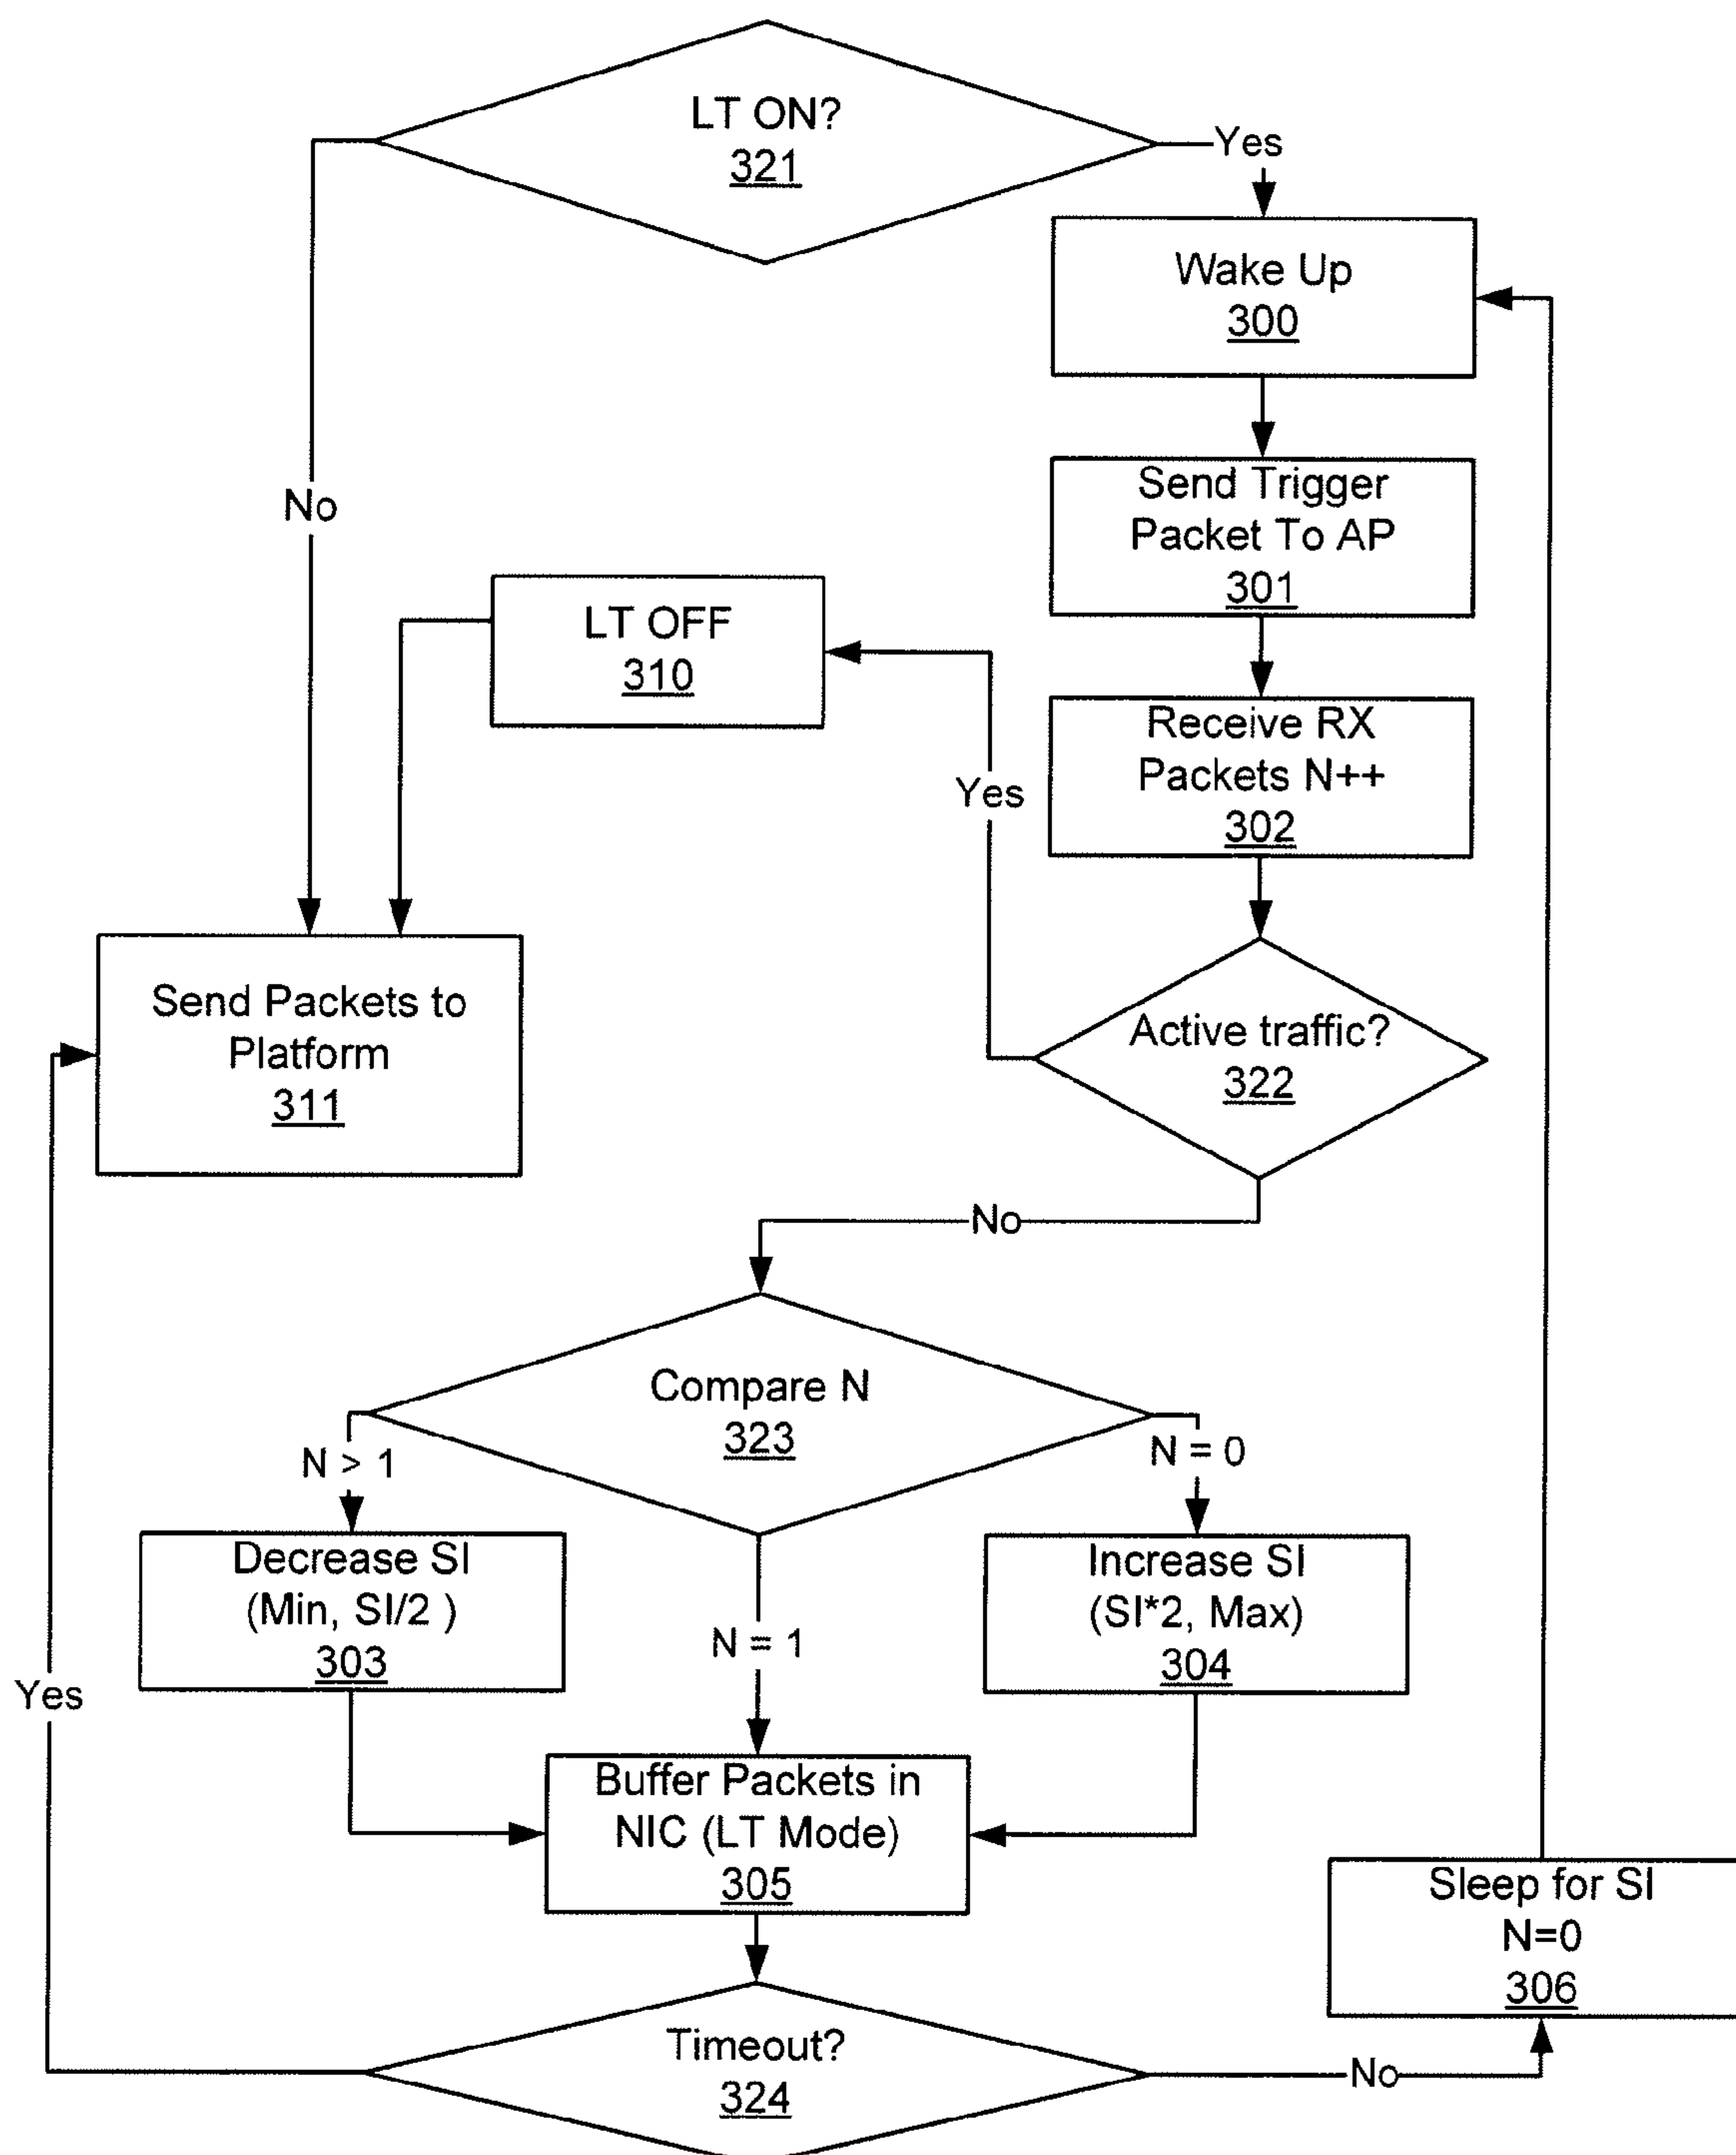 LT ON?
321
Yes
Wake Up
300
Send Trigger
Packet To AP
301
No
LT OFF
310
Receive RX
Packets N++
302
Yes
Send Packets to
Platform
311
Active traffic?
322
No
Compare N
323
N > 1
N = 0
Decrease SI
(Min, SI/2 )
303
N = 1
Increase SI
(SI*2, Max)
304
Yes
Buffer Packets in
NIC (LT Mode)
305
Sleep for SI
N=0
306
Timeout?
324
No